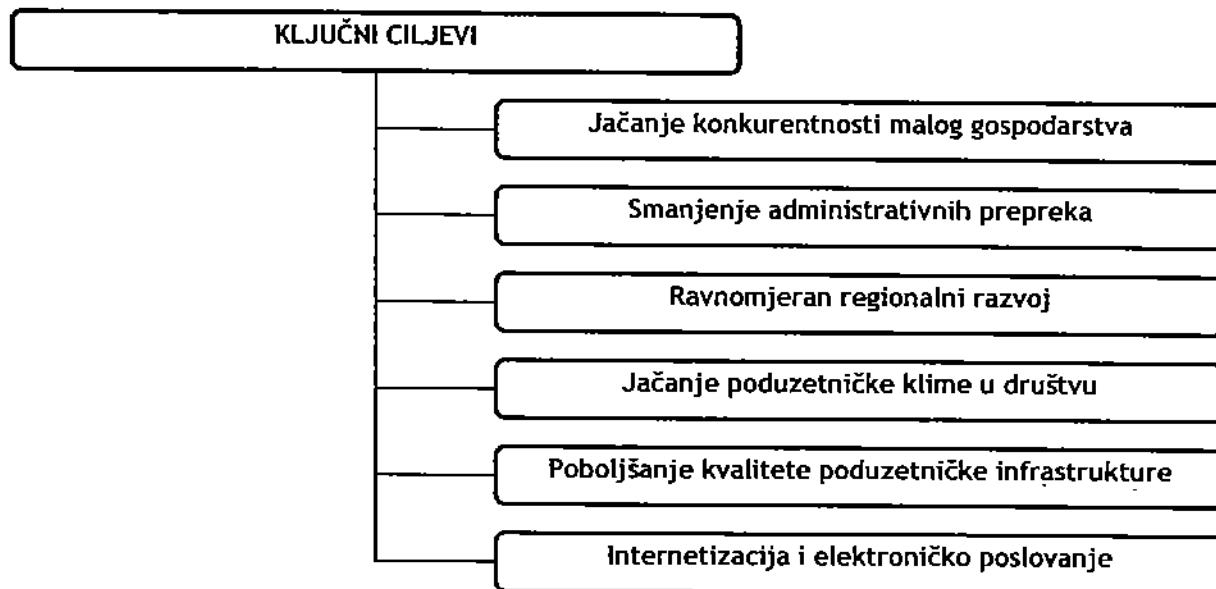 KLJUČNI CILJEVI
Jačanje konkurentnosti malog gospodarstva
Smanjenje administrativnih prepreka
Ravnomjeran regionalni razvoj
Jačanje poduzetničke klime u društvu
Poboljšanje kvalitete poduzetničke infrastrukture
Internetizacija i elektroničko poslovanje